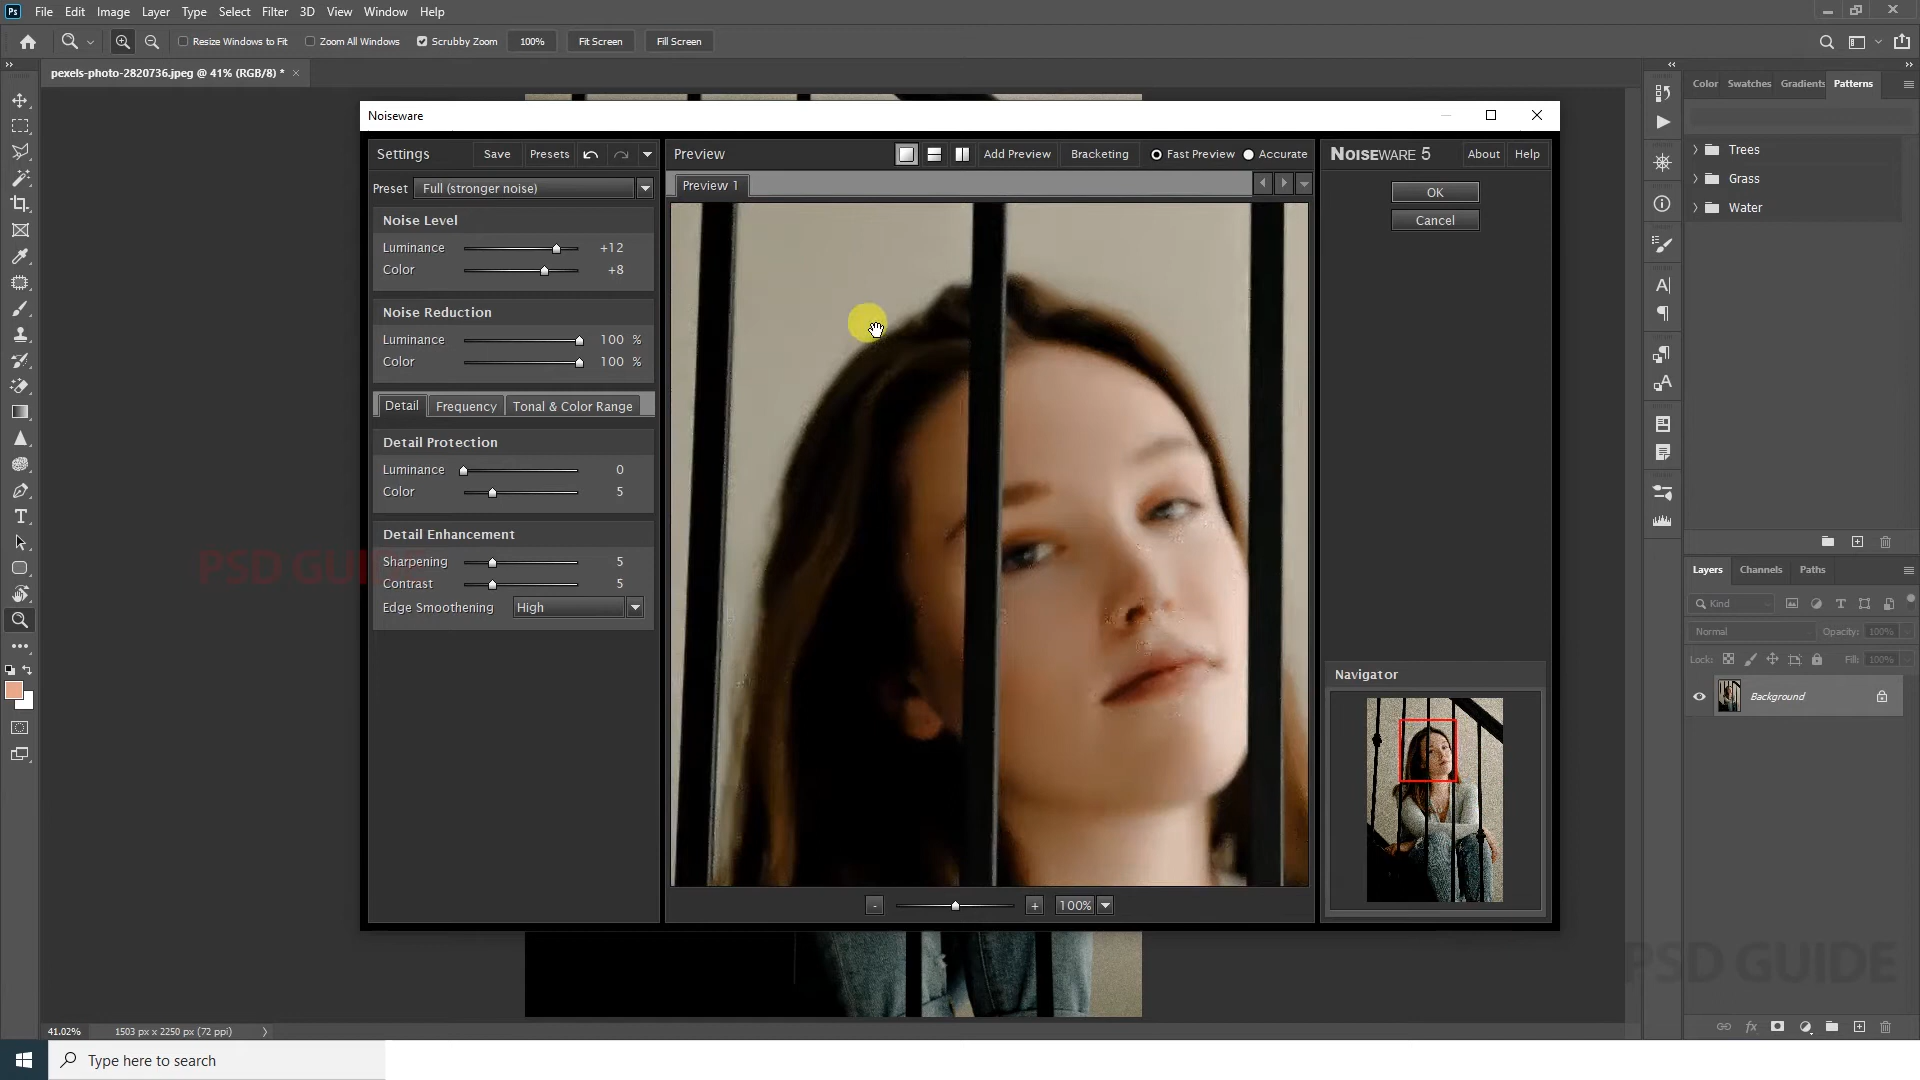 Ps File Edit Image Layer Type Select Filter 3D View Window Help
Resize Windows to Fit Zoom All Windows Scrubby Zoom 100% Fit Screen Fill Screen
pexels-photo-2820736.jpeg @ 41% (RGB/8) * ×
Color Swatches Gradients Patterns
Trees
Grass
Water
Noiseware
Settings Save Presets
Preset Full (stronger noise)
Noise Level
Luminance +12
Color +8
Noise Reduction
Luminance 100 %
Color 100 %
Detail Frequency Tonal & Color Range
Detail Protection
Luminance 0
Color 5
Detail Enhancement
Sharpening 5
Contrast 5
Edge Smoothening High
Preview Add Preview Bracketing Fast Preview Accurate
Preview 1
- + 100%
NOISEWARE 5 About Help
OK
Cancel
Navigator
Layers Channels Paths
Kind
Normal Opacity: 100%
Lock: Fill: 100%
Background
PSD GUIDE
PSD GUIDE
41.02% 1503 px x 2250 px (72 ppi)
Type here to search